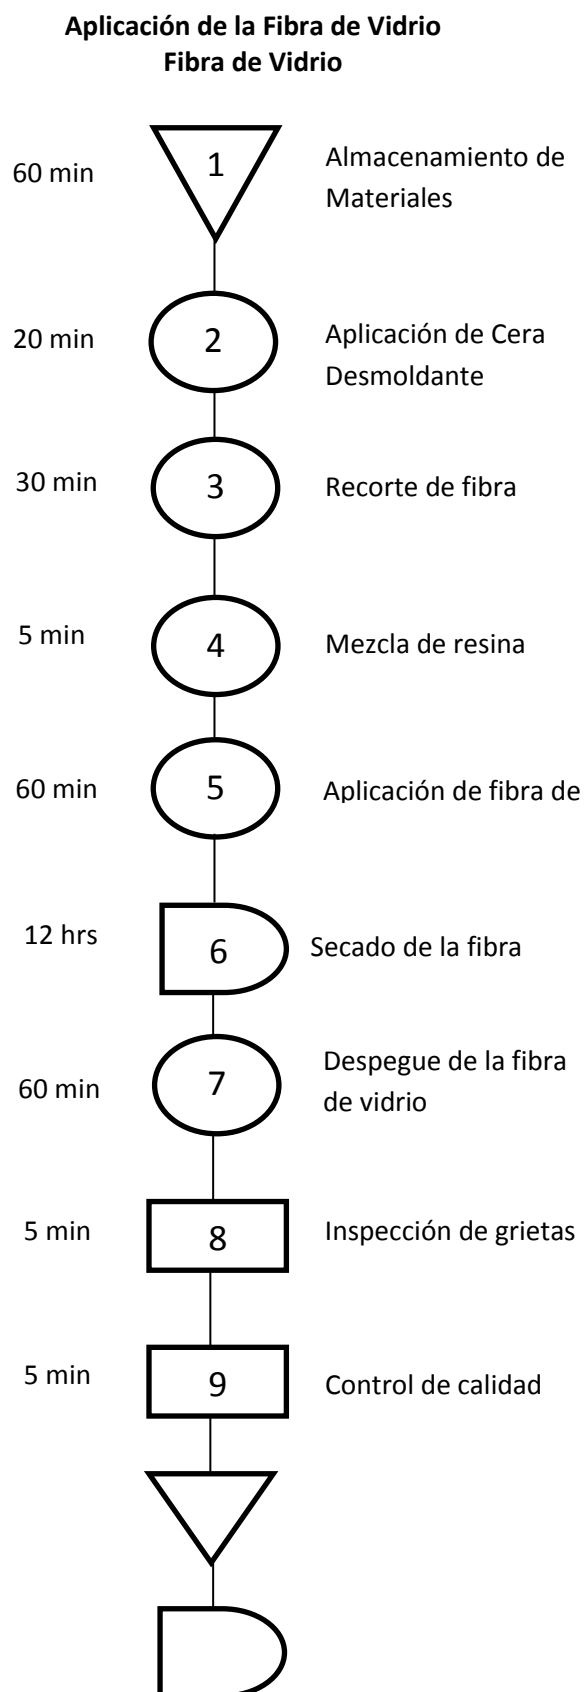 Aplicación de la Fibra de Vidrio
Fibra de Vidrio
60 min
1
Almacenamiento de
Materiales
20 min
2
Aplicación de Cera
Desmoldante
30 min
3
Recorte de fibra
5 min
4
Mezcla de resina
60 min
5
Aplicación de fibra de
12 hrs
6
Secado de la fibra
60 min
7
Despegue de la fibra
de vidrio
5 min
8
Inspección de grietas
5 min
9
Control de calidad